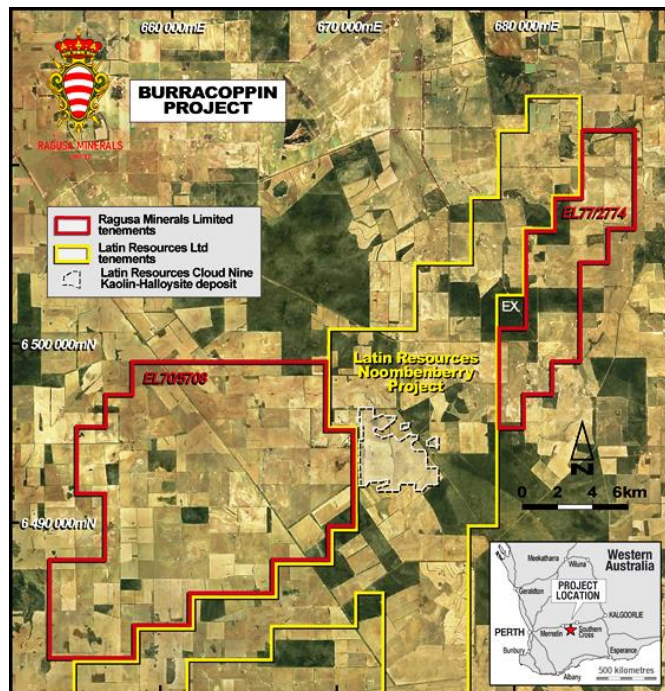 660 000mE
670 000mE
680 000mE
BURRACOPPIN
PROJECT
RAGUSA MINERALS
Ragusa Minerals Limited
tenements
Latin Resources Ltd
tenements
Latin Resources Cloud Nine
Kaolin-Halloysite deposit
EL77/2774
EX.
6 500 000mN
Latin Resources
Noombenberry
Project
EL70/5708
N
0 2 4 6km
6 490 000mN
Western
Australia
Meekatharra
Wiluna
PROJECT
LOCATION
Geraldton
KALGOORLIE
PERTH
Merredin
Southern
Cross
Bunbury
Esperance
Albany
500 kilometres